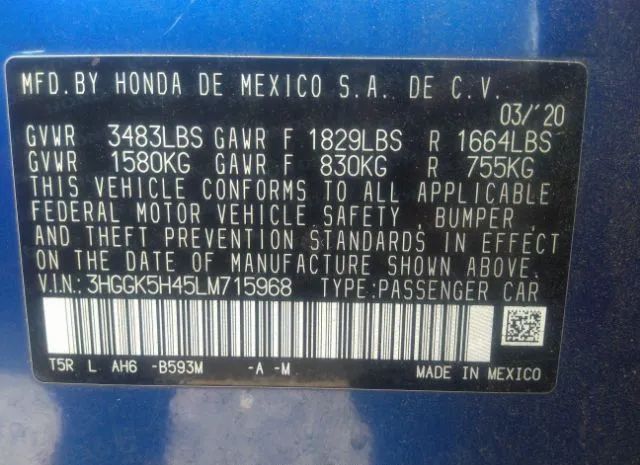 MFD.BY HONDA DE MEXICO S.A. DE C.V.
03/'20
GVWR 3483LBS GAWR F 1829LBS R 1664LBS
GVWR 1580KG GAWR F 830KG R 755KG
THIS VEHICLE CONFORMS TO ALL APPLICABLE
FEDERAL MOTOR VEHICLE SAFETY , BUMPER ,
AND THEFT PREVENTION STANDARDS IN EFFECT
ON THE DATE OF MANUFACTURE SHOWN ABOVE.
V.I.N.:3HGGK5H45LM715968 TYPE:PASSENGER CAR
T5R L AH6 -B593M -A -M MADE IN MEXICO